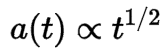 a(t) ∝ t^{1/2}